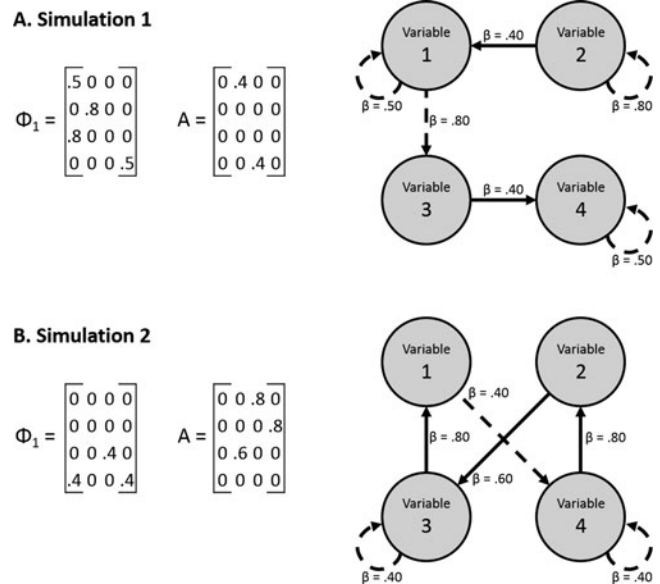 A. Simulation 1
Φ₁ =
.5 0 0 0
0 .8 0 0
.8 0 0 0
0 0 0 .5
A =
0 .4 0 0
0 0 0 0
0 0 0 0
0 0 .4 0
Variable
1
β = .40
Variable
2
β = .50
β = .80
β = .80
Variable
3
β = .40
Variable
4
β = .50
B. Simulation 2
Φ₁ =
0 0 0 0
0 0 0 0
0 0 .4 0
.4 0 0 .4
A =
0 0 .8 0
0 0 0 .8
0 .6 0 0
0 0 0 0
Variable
1
Variable
2
β = .40
β = .80
β = .80
β = .60
Variable
3
Variable
4
β = .40
β = .40